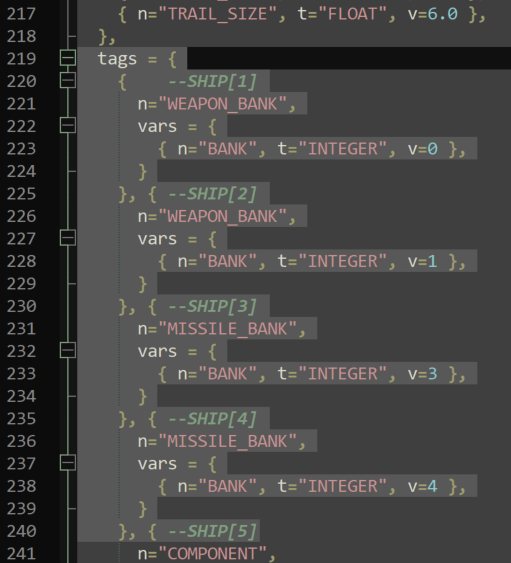 217 { n="TRAIL_SIZE", t="FLOAT", v=6.0 },
218 },
219 tags = {
220 { --SHIP[1]
221 n="WEAPON_BANK",
222 vars = {
223 { n="BANK", t="INTEGER", v=0 },
224 }
225 }, { --SHIP[2]
226 n="WEAPON_BANK",
227 vars = {
228 { n="BANK", t="INTEGER", v=1 },
229 }
230 }, { --SHIP[3]
231 n="MISSILE_BANK",
232 vars = {
233 { n="BANK", t="INTEGER", v=3 },
234 }
235 }, { --SHIP[4]
236 n="MISSILE_BANK",
237 vars = {
238 { n="BANK", t="INTEGER", v=4 },
239 }
240 }, { --SHIP[5]
241 n="COMPONENT",